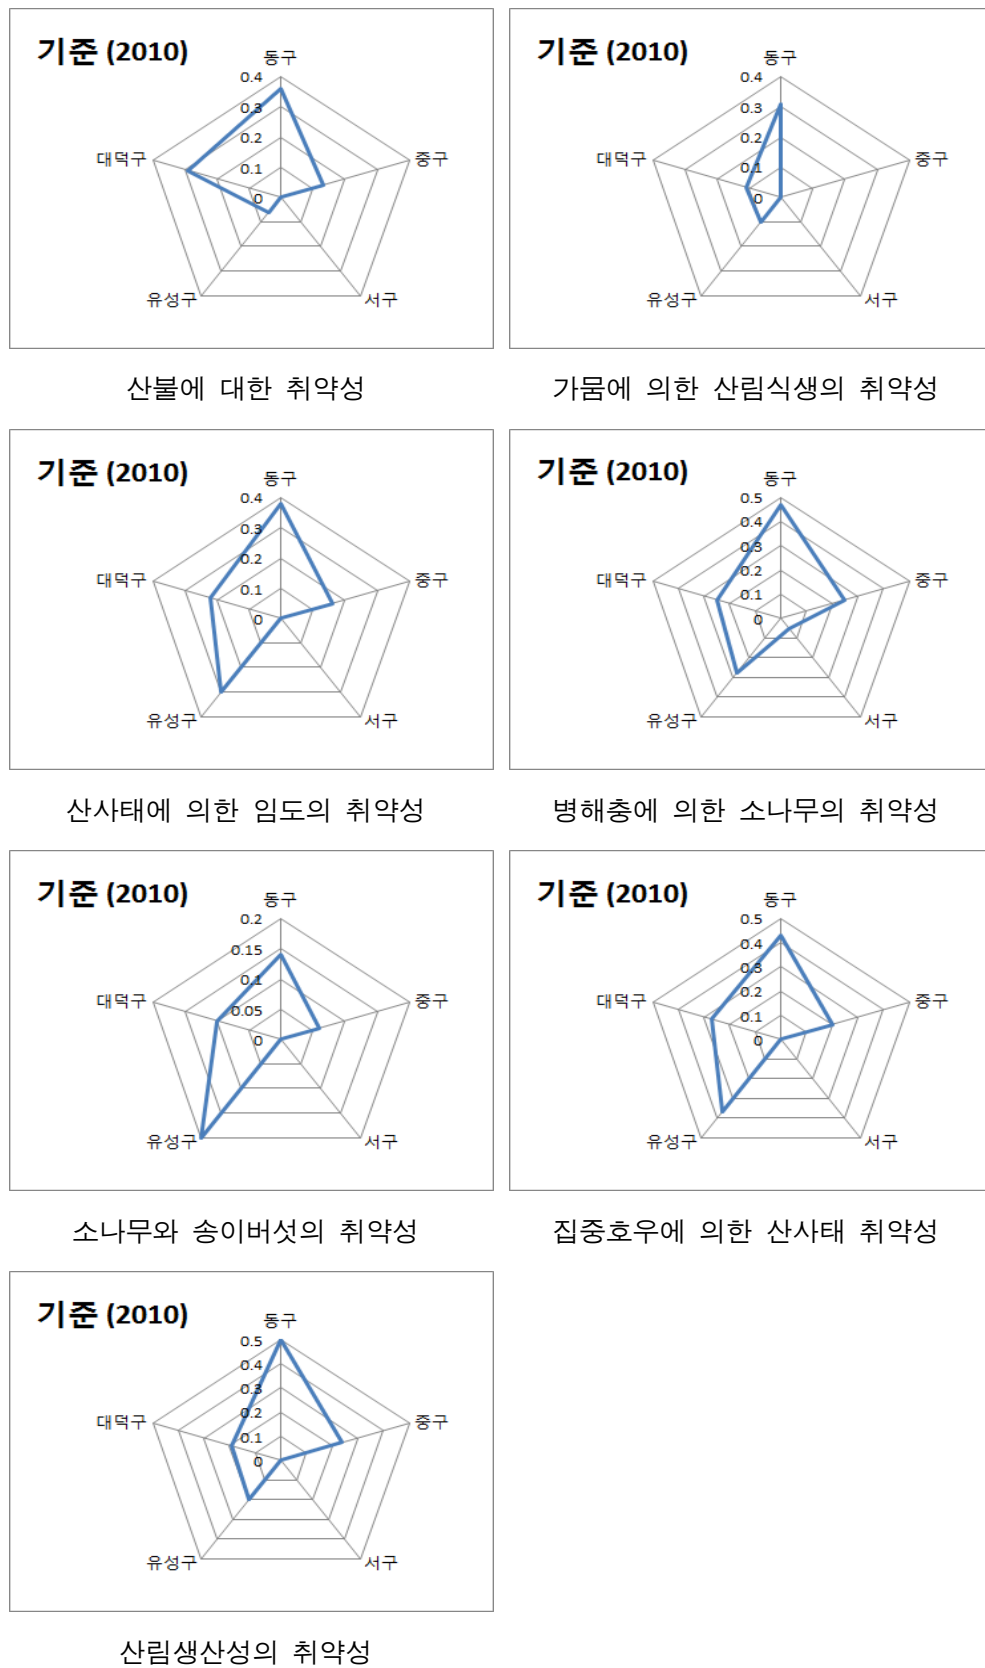 기준 (2010)
동구
0.4
0.3
0.2
0.1
0
대덕구
중구
유성구
서구
산불에 대한 취약성
기준 (2010)
동구
0.4
0.3
0.2
0.1
0
대덕구
중구
유성구
서구
가뭄에 의한 산림식생의 취약성
기준 (2010)
동구
0.4
0.3
0.2
0.1
0
대덕구
중구
유성구
서구
산사태에 의한 임도의 취약성
기준 (2010)
동구
0.5
0.4
0.3
0.2
0.1
0
대덕구
중구
유성구
서구
병해충에 의한 소나무의 취약성
기준 (2010)
동구
0.2
0.15
0.1
0.05
0
대덕구
중구
유성구
서구
소나무와 송이버섯의 취약성
기준 (2010)
동구
0.5
0.4
0.3
0.2
0.1
0
대덕구
중구
유성구
서구
집중호우에 의한 산사태 취약성
기준 (2010)
동구
0.5
0.4
0.3
0.2
0.1
0
대덕구
중구
유성구
서구
산림생산성의 취약성